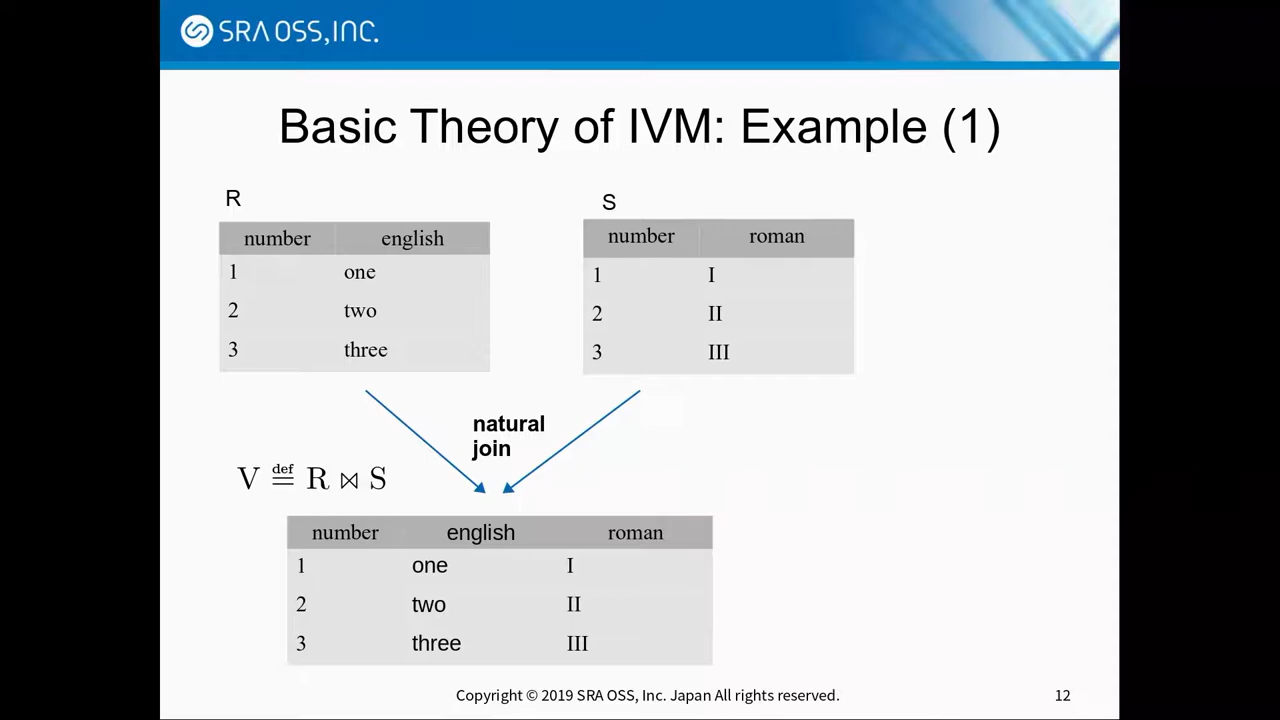 SRA OSS, INC.
Basic Theory of IVM: Example (1)
R
number english
1 one
2 two
3 three
S
number roman
1 I
2 II
3 III
natural
join
V ≝ R ⋈ S
number english roman
1 one I
2 two II
3 three III
Copyright © 2019 SRA OSS, Inc. Japan All rights reserved.
12